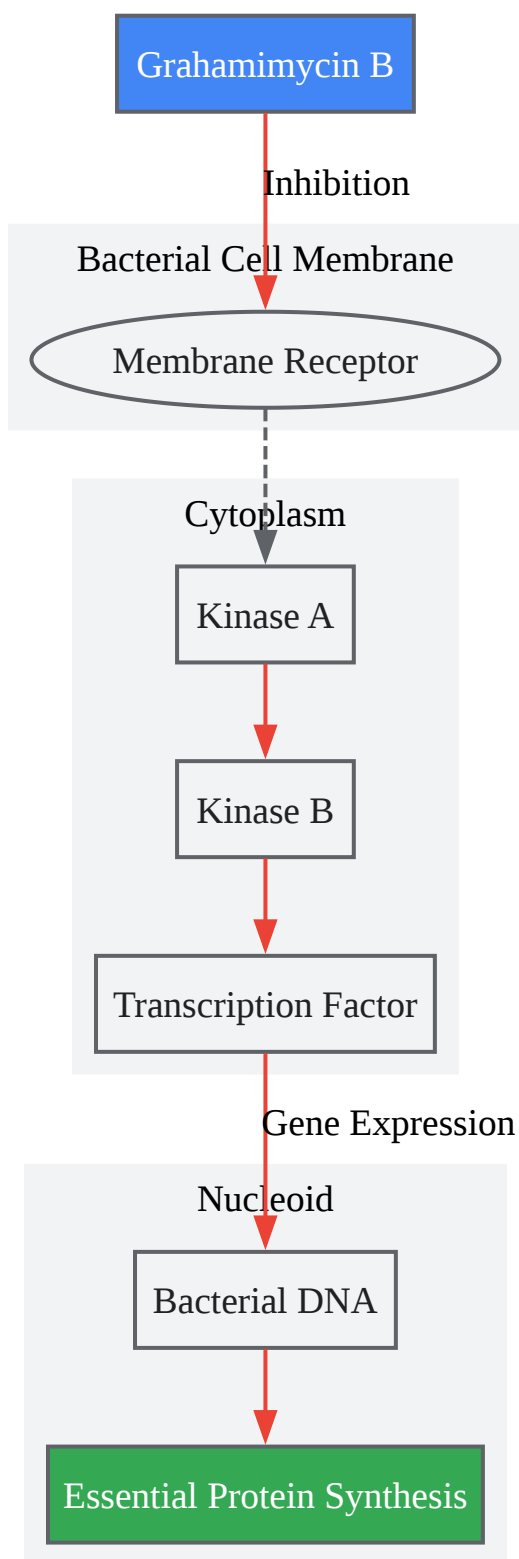 Grahamimycin B
Inhibition
Bacterial Cell Membrane
Membrane Receptor
Cytoplasm
Kinase A
Kinase B
Transcription Factor
Gene Expression
Nucleoid
Bacterial DNA
Essential Protein Synthesis